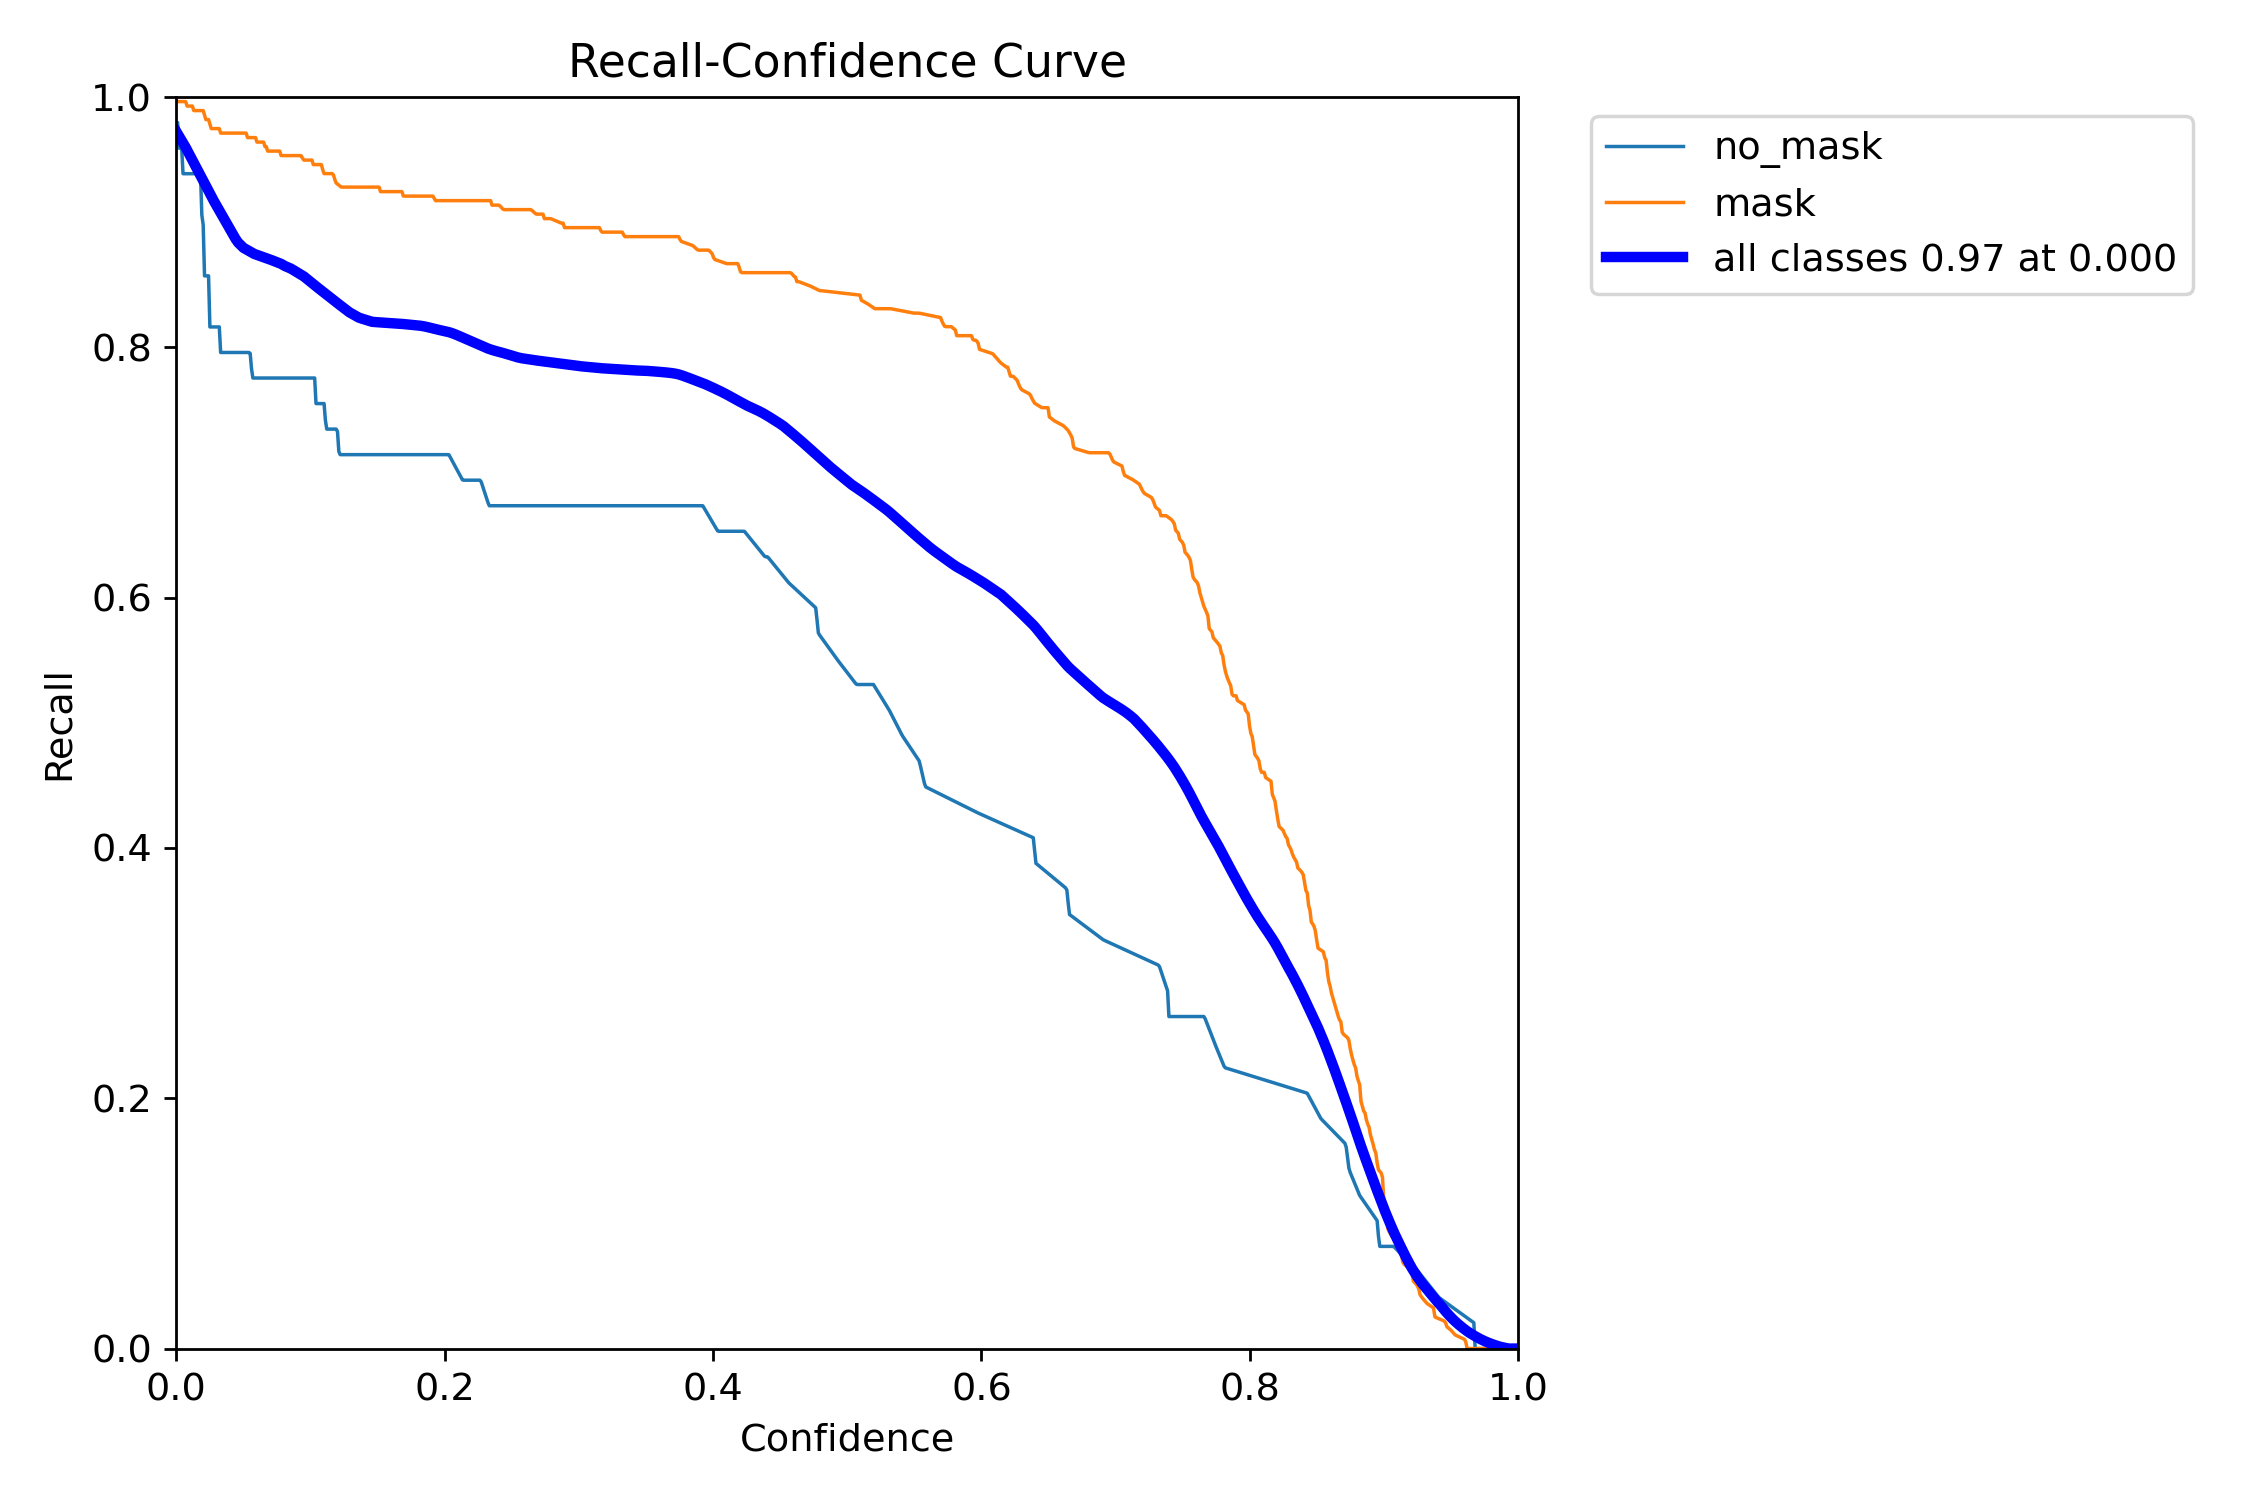 Recall-Confidence Curve
1.0
0.8
0.6
0.4
0.2
0.0
Recall
0.0 0.2 0.4 0.6 0.8 1.0
Confidence
no_mask
mask
all classes 0.97 at 0.000